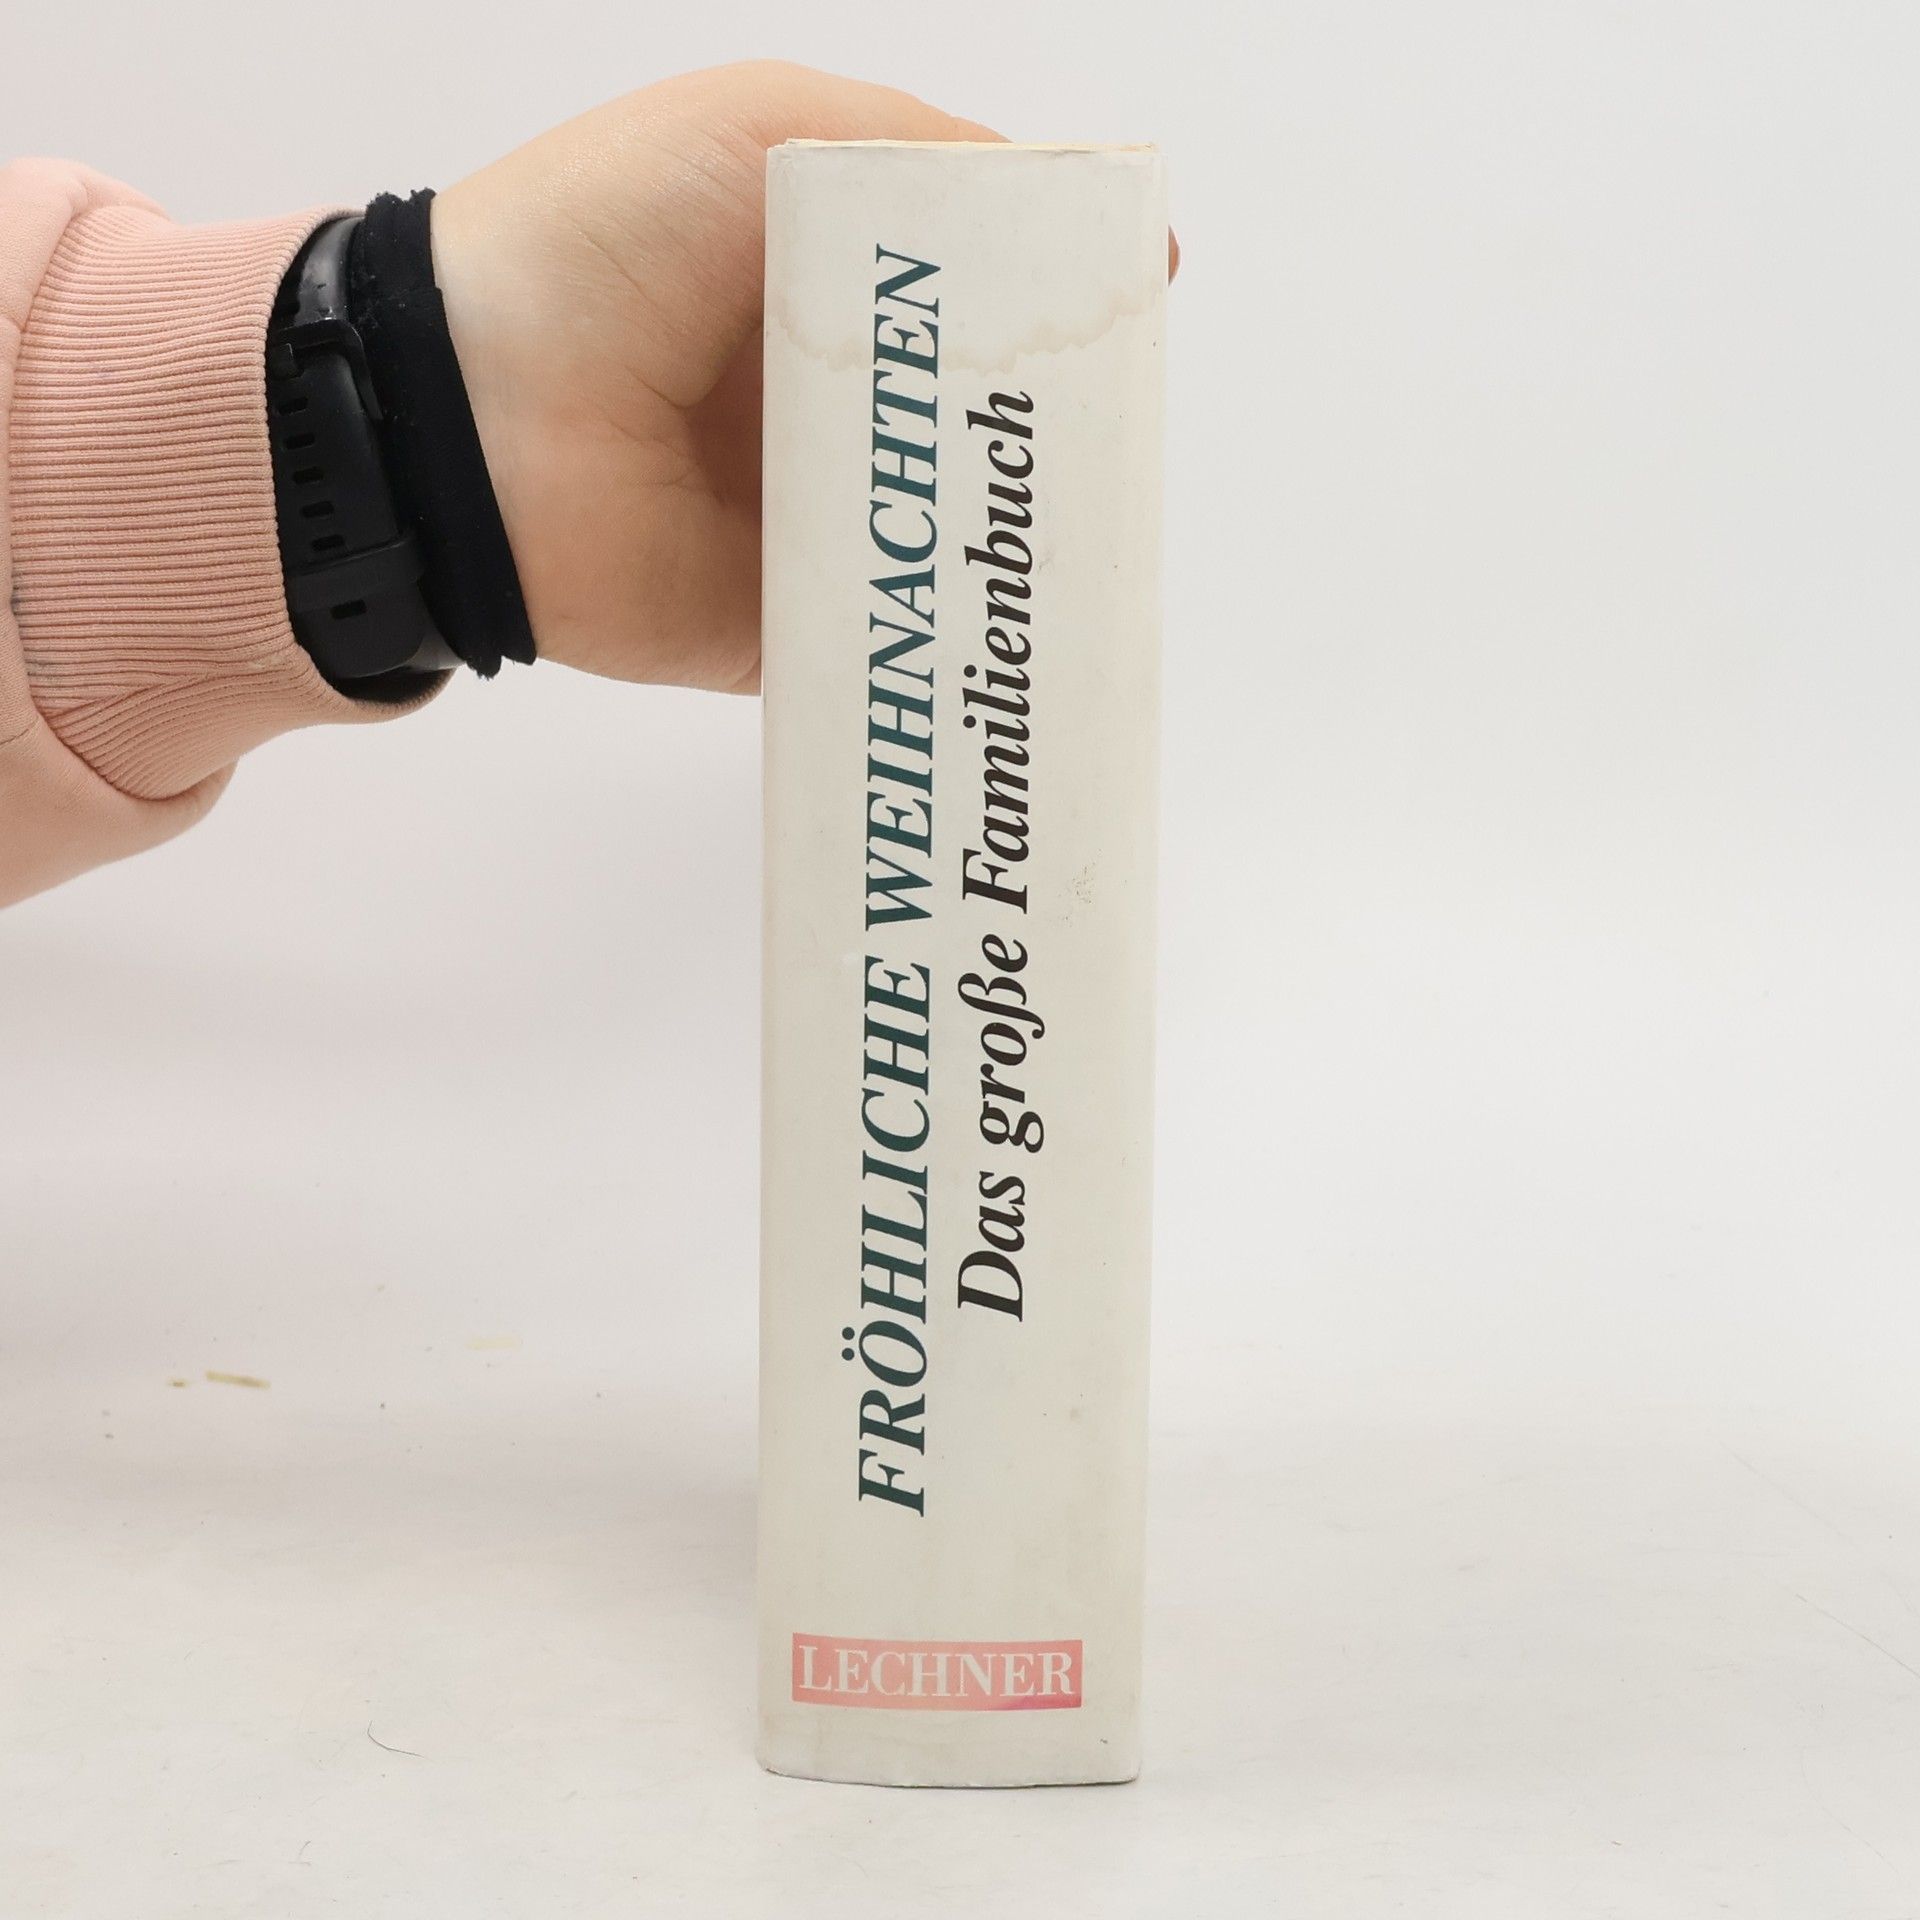 FRÖHLICHE WEIHNACHTEN
Das große Familienbuch
LECHNER